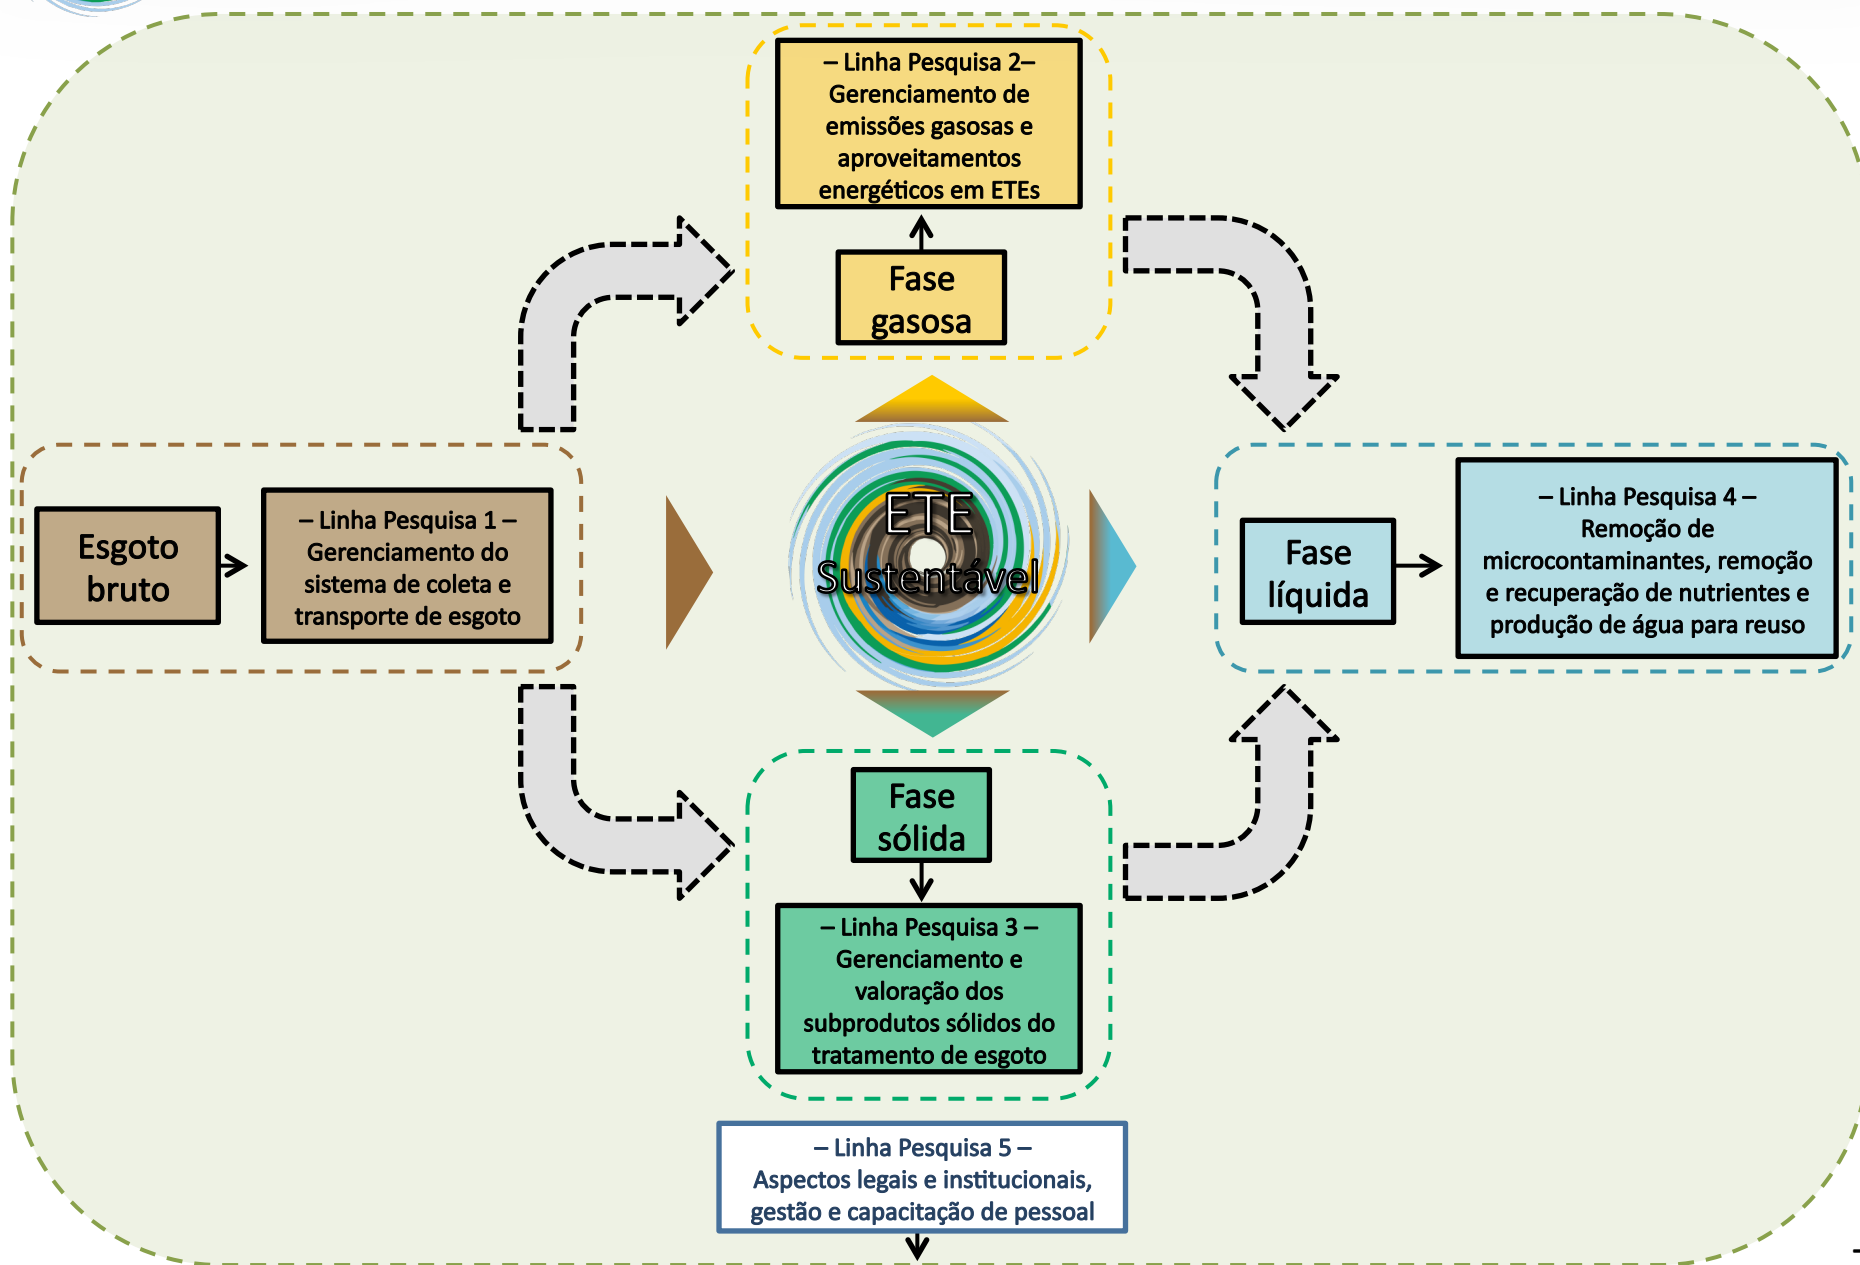 – Linha Pesquisa 2–
Gerenciamento de
emissões gasosas e
aproveitamentos
energéticos em ETEs
Fase
gasosa
Esgoto
bruto
– Linha Pesquisa 1 –
Gerenciamento do
sistema de coleta e
transporte de esgoto
ETE
Sustentável
Fase
líquida
– Linha Pesquisa 4 –
Remoção de
microcontaminantes, remoção
e recuperação de nutrientes e
produção de água para reuso
Fase
sólida
– Linha Pesquisa 3 –
Gerenciamento e
valoração dos
subprodutos sólidos do
tratamento de esgoto
– Linha Pesquisa 5 –
Aspectos legais e institucionais,
gestão e capacitação de pessoal